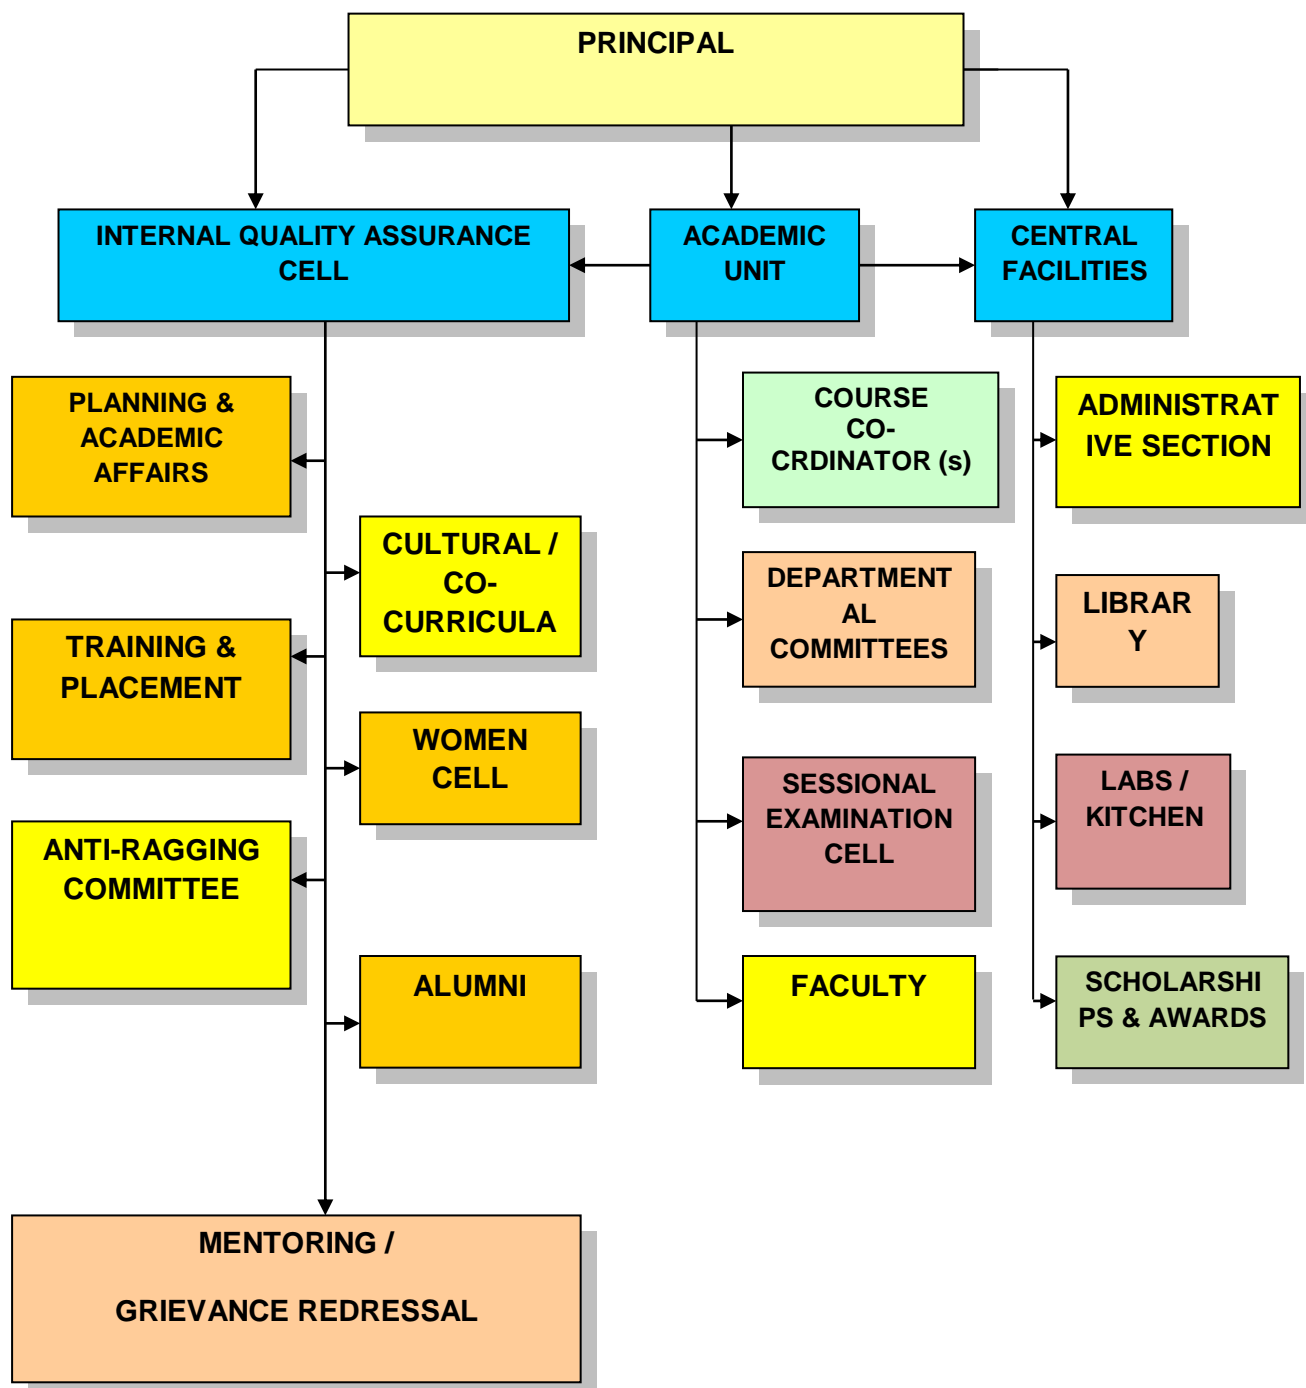 PRINCIPAL
INTERNAL QUALITY ASSURANCE
CELL
ACADEMIC
UNIT
CENTRAL
FACILITIES
PLANNING &
ACADEMIC
AFFAIRS
CULTURAL /
CO-
CURRICULA
TRAINING &
PLACEMENT
WOMEN
CELL
ANTI-RAGGING
COMMITTEE
ALUMNI
MENTORING /
GRIEVANCE REDRESSAL
COURSE
CO-
CRDINATOR (s)
DEPARTMENT
AL
COMMITTEES
SESSIONAL
EXAMINATION
CELL
FACULTY
ADMINISTRAT
IVE SECTION
LIBRAR
Y
LABS /
KITCHEN
SCHOLARSHI
PS & AWARDS